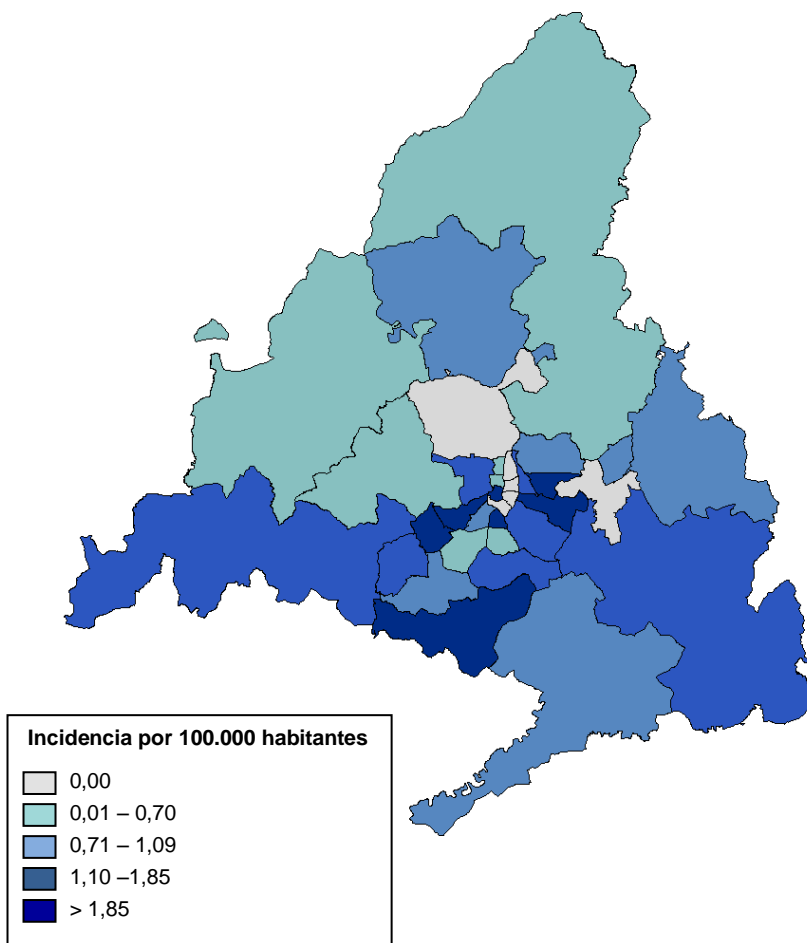 Incidencia por 100.000 habitantes
0,00
0,01 – 0,70
0,71 – 1,09
1,10 –1,85
> 1,85